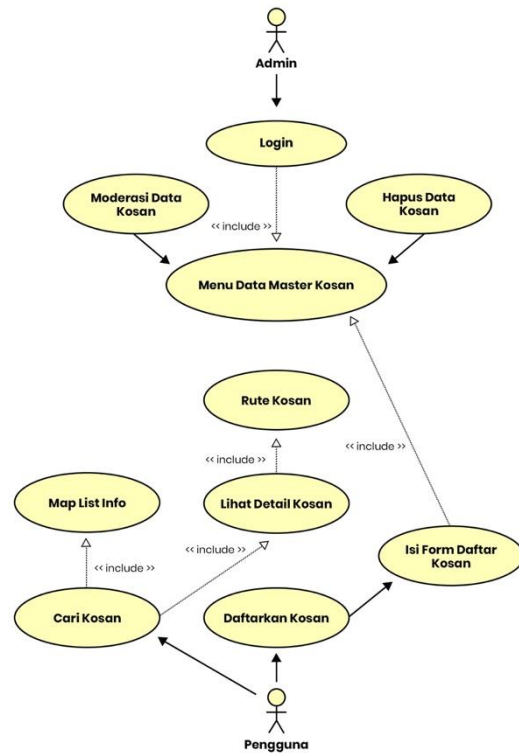 Admin
Login
Moderasi Data
Kosan
Hapus Data
Kosan
<< include >>
Menu Data Master Kosan
Rute Kosan
<< include >>
<< include >>
Map List Info
Lihat Detail Kosan
Isi Form Daftar
Kosan
<< include >>
<< include >>
Cari Kosan
Daftarkan Kosan
Pengguna